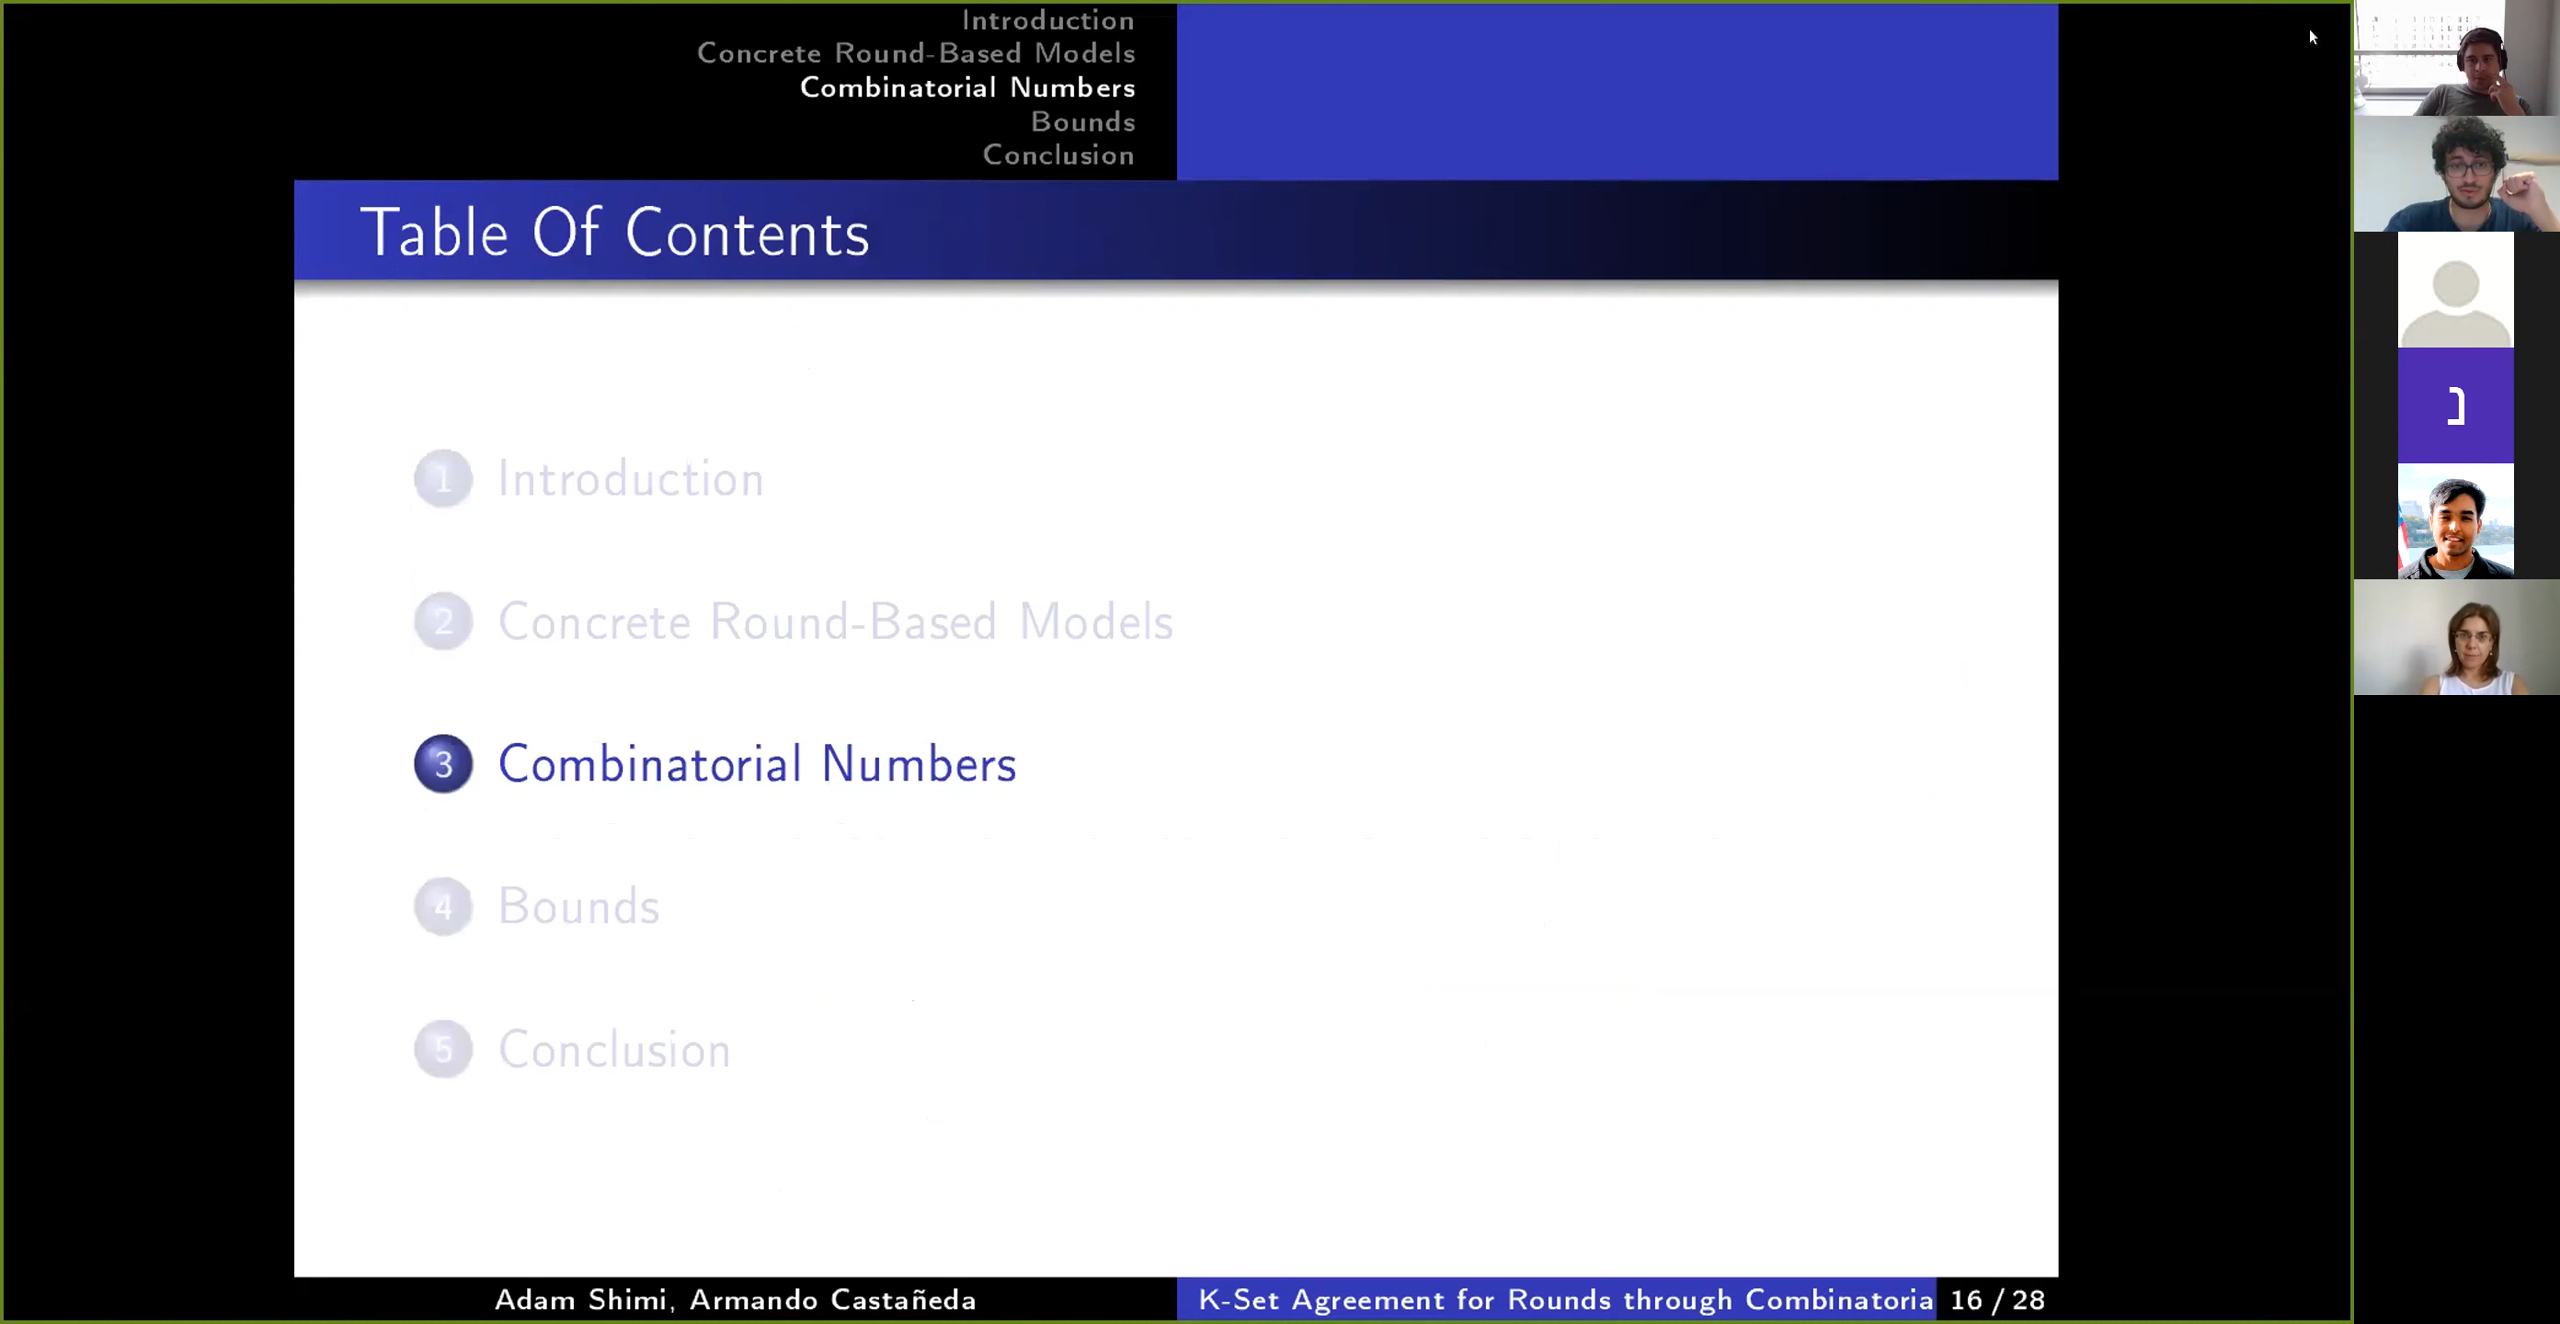 Introduction
Concrete Round-Based Models
Combinatorial Numbers
Bounds
Conclusion
Table Of Contents
1 Introduction
2 Concrete Round-Based Models
3 Combinatorial Numbers
4 Bounds
5 Conclusion
Adam Shimi, Armando Castañeda
K-Set Agreement for Rounds through Combinatoria
16 / 28
נ